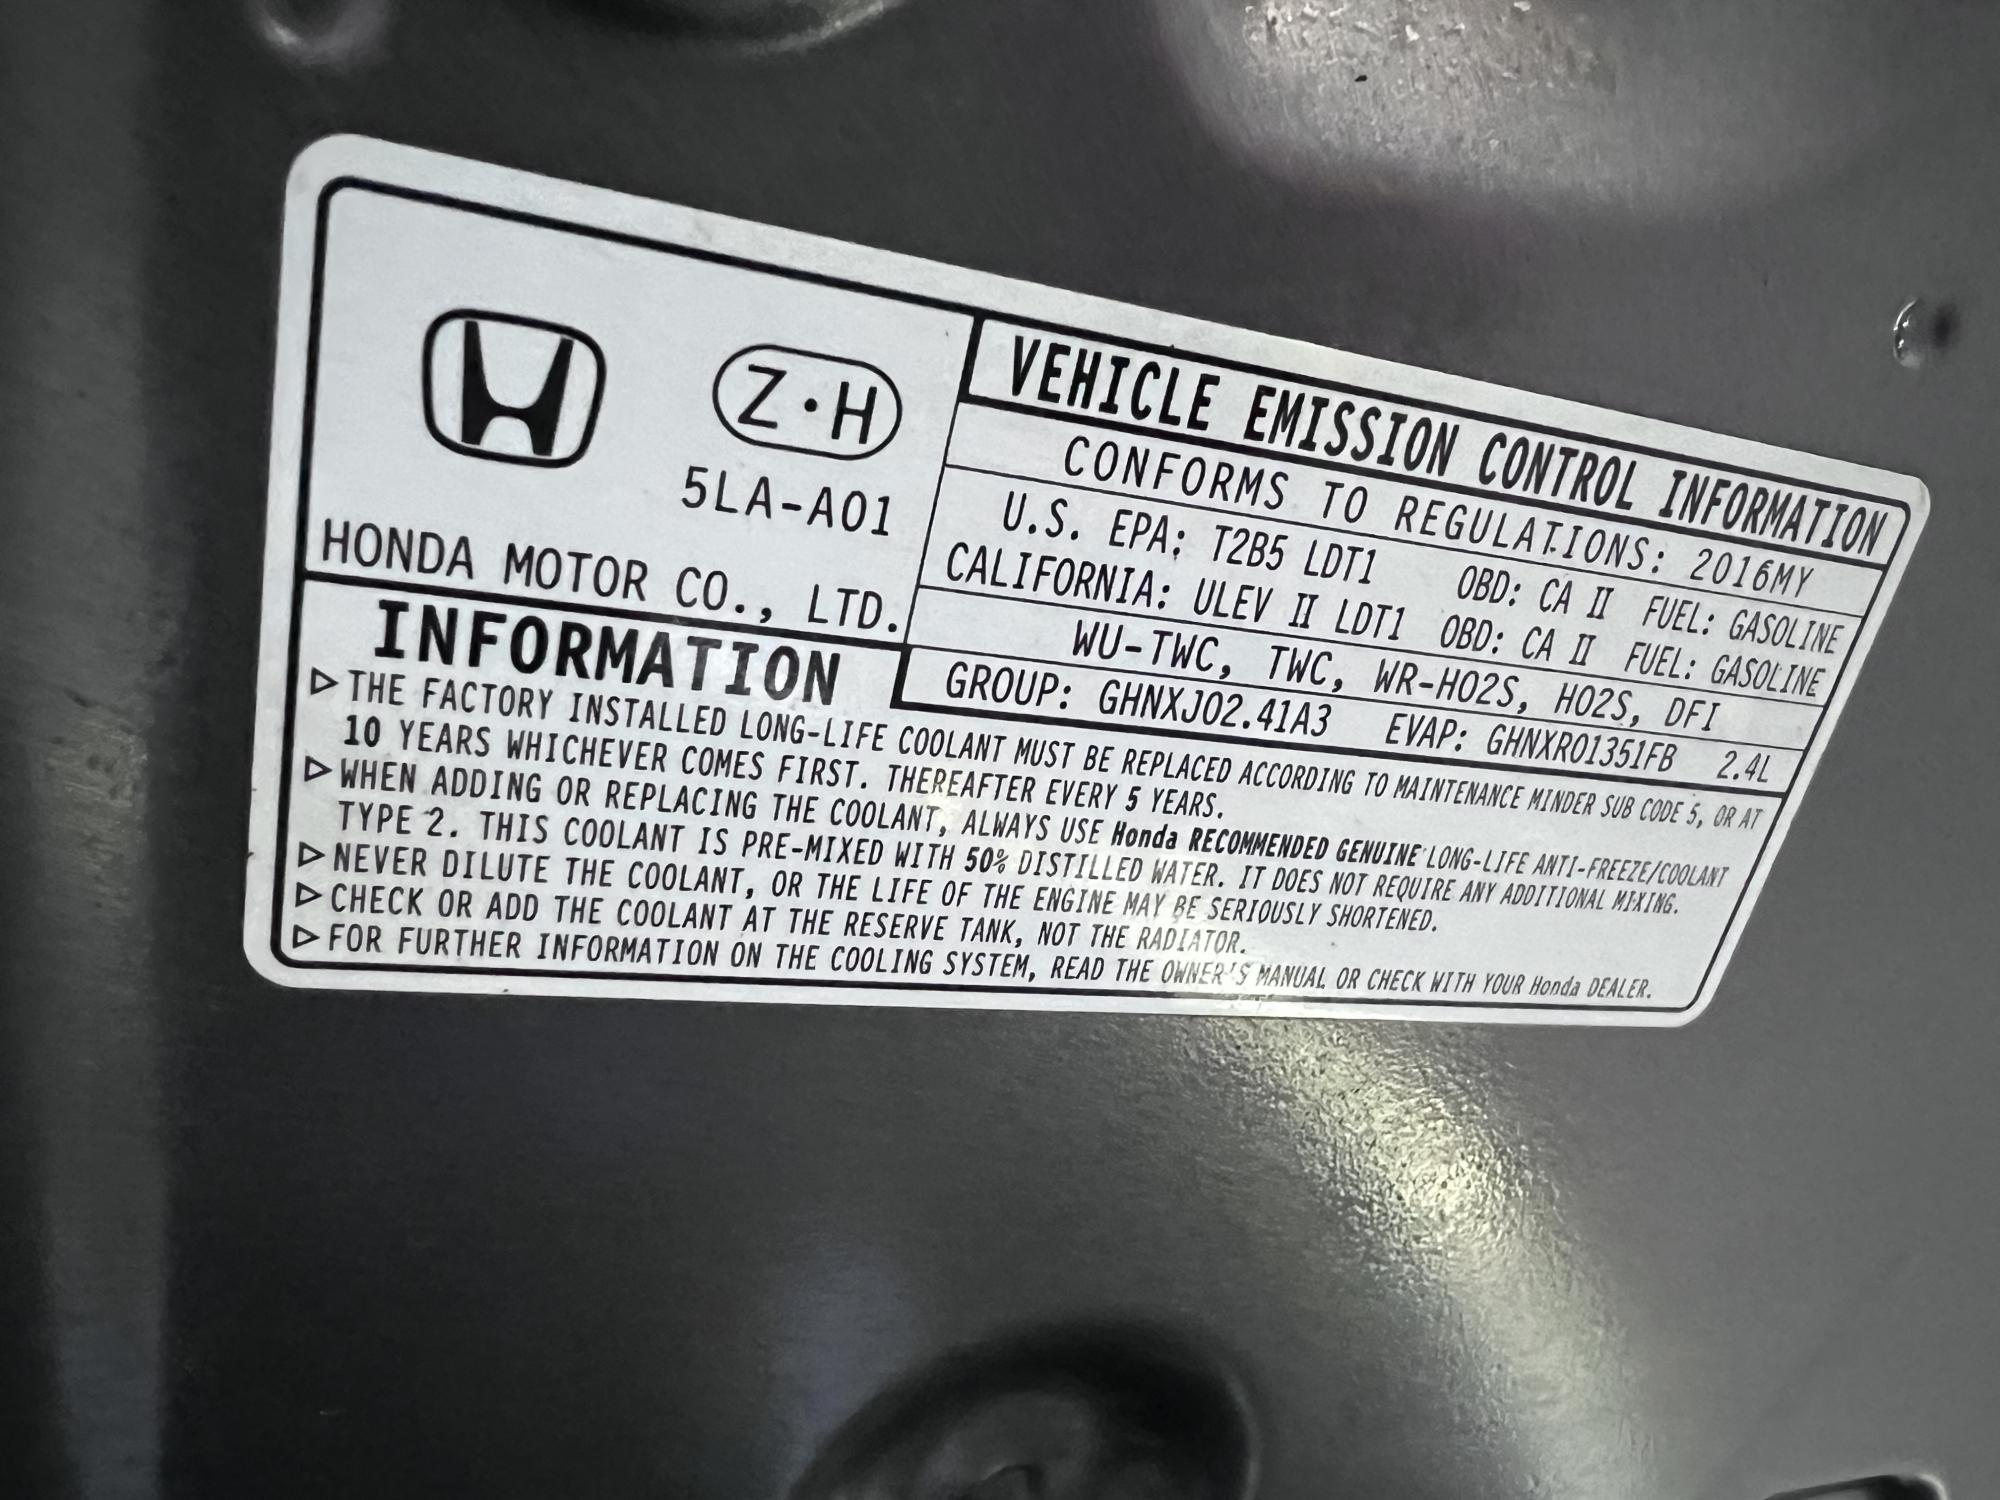 Z·H
5LA-A01
HONDA MOTOR CO., LTD.
VEHICLE EMISSION CONTROL INFORMATION
CONFORMS TO REGULATIONS: 2016MY
U.S. EPA: T2B5 LDT1 OBD: CA II FUEL: GASOLINE
CALIFORNIA: ULEV II LDT1 OBD: CA II FUEL: GASOLINE
WU-TWC, TWC, WR-HO2S, HO2S, DFI
GROUP: GHNXJ02.41A3 EVAP: GHNXR01351FB 2.4L
INFORMATION
▷THE FACTORY INSTALLED LONG-LIFE COOLANT MUST BE REPLACED ACCORDING TO MAINTENANCE MINDER SUB CODE 5, OR AT
10 YEARS WHICHEVER COMES FIRST. THEREAFTER EVERY 5 YEARS.
▷WHEN ADDING OR REPLACING THE COOLANT, ALWAYS USE Honda RECOMMENDED GENUINE LONG-LIFE ANTI-FREEZE/COOLANT
TYPE 2. THIS COOLANT IS PRE-MIXED WITH 50% DISTILLED WATER. IT DOES NOT REQUIRE ANY ADDITIONAL MIXING.
▷NEVER DILUTE THE COOLANT, OR THE LIFE OF THE ENGINE MAY BE SERIOUSLY SHORTENED.
▷CHECK OR ADD THE COOLANT AT THE RESERVE TANK, NOT THE RADIATOR.
▷FOR FURTHER INFORMATION ON THE COOLING SYSTEM, READ THE OWNER'S MANUAL OR CHECK WITH YOUR Honda DEALER.